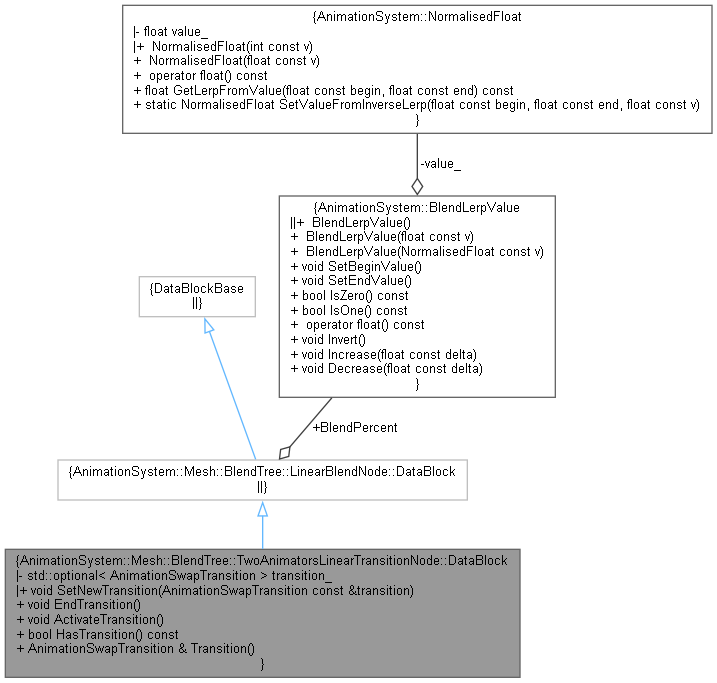 {AnimationSystem::NormalisedFloat
|- float value_
|+  NormalisedFloat(int const v)
+  NormalisedFloat(float const v)
+  operator float() const
+ float GetLerpFromValue(float const begin, float const end) const
+ static NormalisedFloat SetValueFromInverseLerp(float const begin, float const end, float const v)
}
-value_
{AnimationSystem::BlendLerpValue
||+  BlendLerpValue()
+  BlendLerpValue(float const v)
+  BlendLerpValue(NormalisedFloat const v)
+ void SetBeginValue()
+ void SetEndValue()
+ bool IsZero() const
+ bool IsOne() const
+  operator float() const
+ void Invert()
+ void Increase(float const delta)
+ void Decrease(float const delta)
}
{DataBlockBase
||}
+BlendPercent
{AnimationSystem::Mesh::BlendTree::LinearBlendNode::DataBlock
||}
{AnimationSystem::Mesh::BlendTree::TwoAnimatorsLinearTransitionNode::DataBlock
|- std::optional< AnimationSwapTransition > transition_
|+ void SetNewTransition(AnimationSwapTransition const &transition)
+ void EndTransition()
+ void ActivateTransition()
+ bool HasTransition() const
+ AnimationSwapTransition & Transition()
}